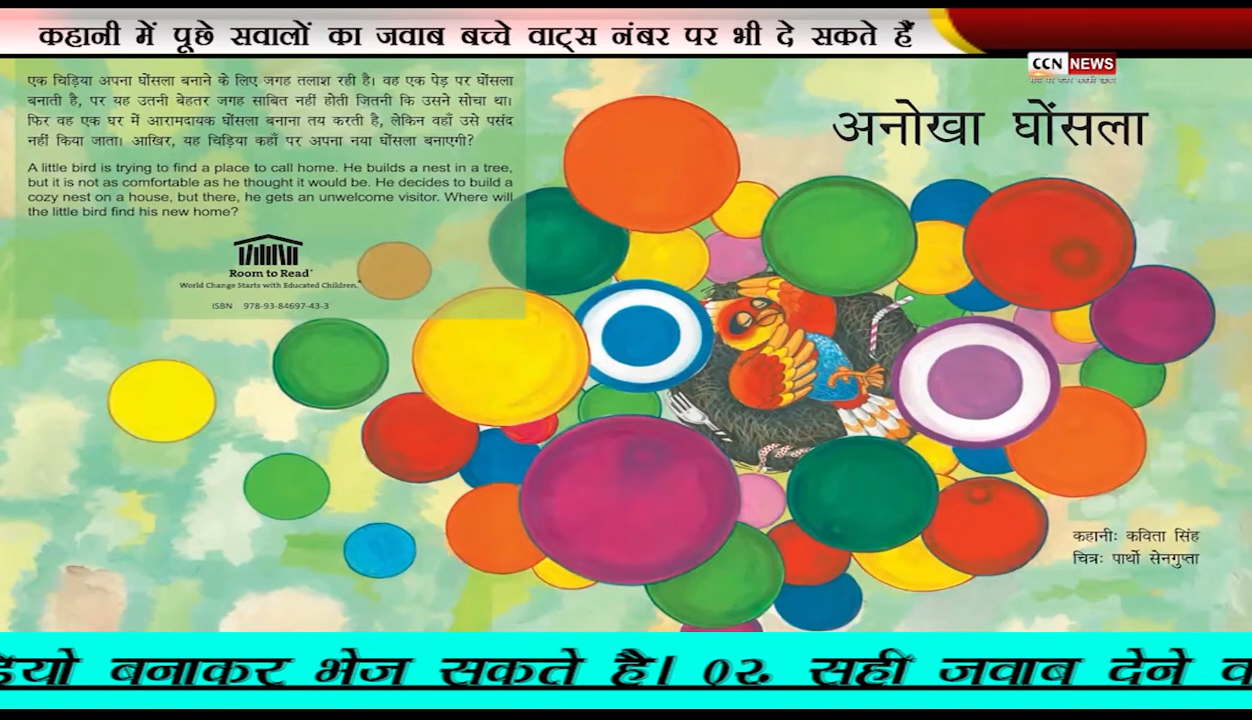 कहानी में पूछे सवालों का जवाब बच्चे वाट्स नंबर पर भी दे सकते हैं
CCN NEWS
एक चिड़िया अपना घोंसला बनाने के लिए जगह तलाश रही है। वह एक पेड़ पर घोंसला
बनाती है, पर यह उतनी बेहतर जगह साबित नहीं होती जितनी कि उसने सोचा था।
फिर वह एक घर में आरामदायक घोंसला बनाना तय करती है, लेकिन वहाँ उसे पसंद
नहीं किया जाता। आखिर, यह चिड़िया कहाँ पर अपना नया घोंसला बनाएगी?
A little bird is trying to find a place to call home. He builds a nest in a tree,
but it is not as comfortable as he thought it would be. He decides to build a
cozy nest on a house, but there, he gets an unwelcome visitor. Where will
the little bird find his new home?
Room to Read
World Change Starts with Educated Children.
ISBN 978-93-84697-43-3
अनोखा घोंसला
कहानीः कविता सिंह
चित्रः पार्थो सेनगुप्ता
बनाकर भेज सकते है। 02. सही जवाब देने